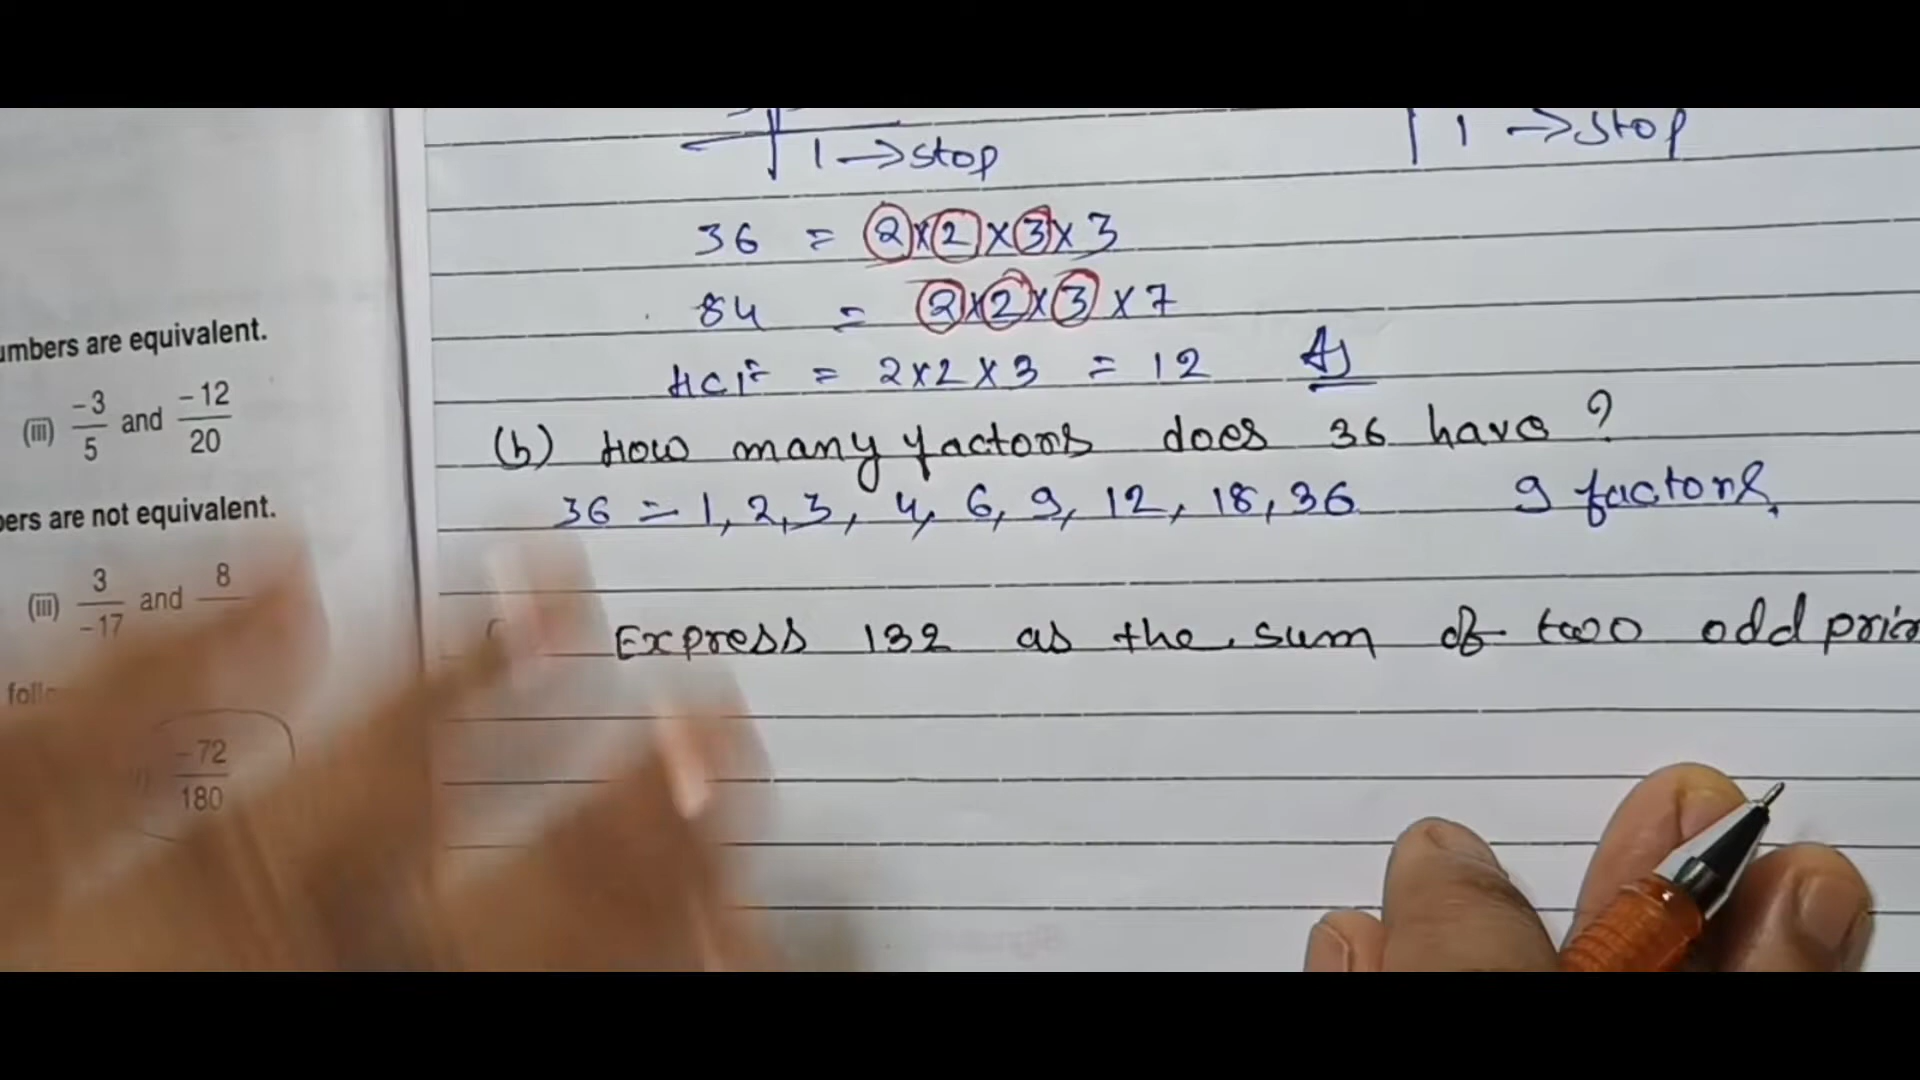 1 → stop
1 → stop
36 = 2×2×3×3
84 = 2×2×3×7
HCF = 2×2×3 = 12
(b) How many factors does 36 have ?
36 = 1, 2, 3, 4, 6, 9, 12, 18, 36 9 factors.
Express 132 as the sum of two odd
umbers are equivalent.
(iii) -3/5 and -12/20
bers are not equivalent.
(iii) 3/-17 and 8
-72/180